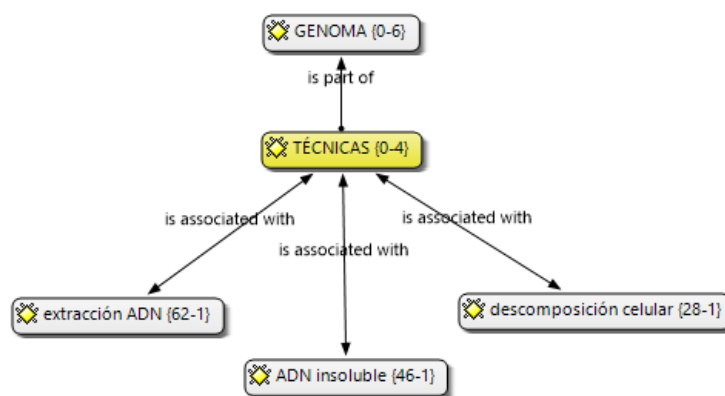 GENOMA {0-6}
is part of
TÉCNICAS {0-4}
is associated with
is associated with
is associated with
extracción ADN {62-1}
descomposición celular {28-1}
ADN insoluble {46-1}